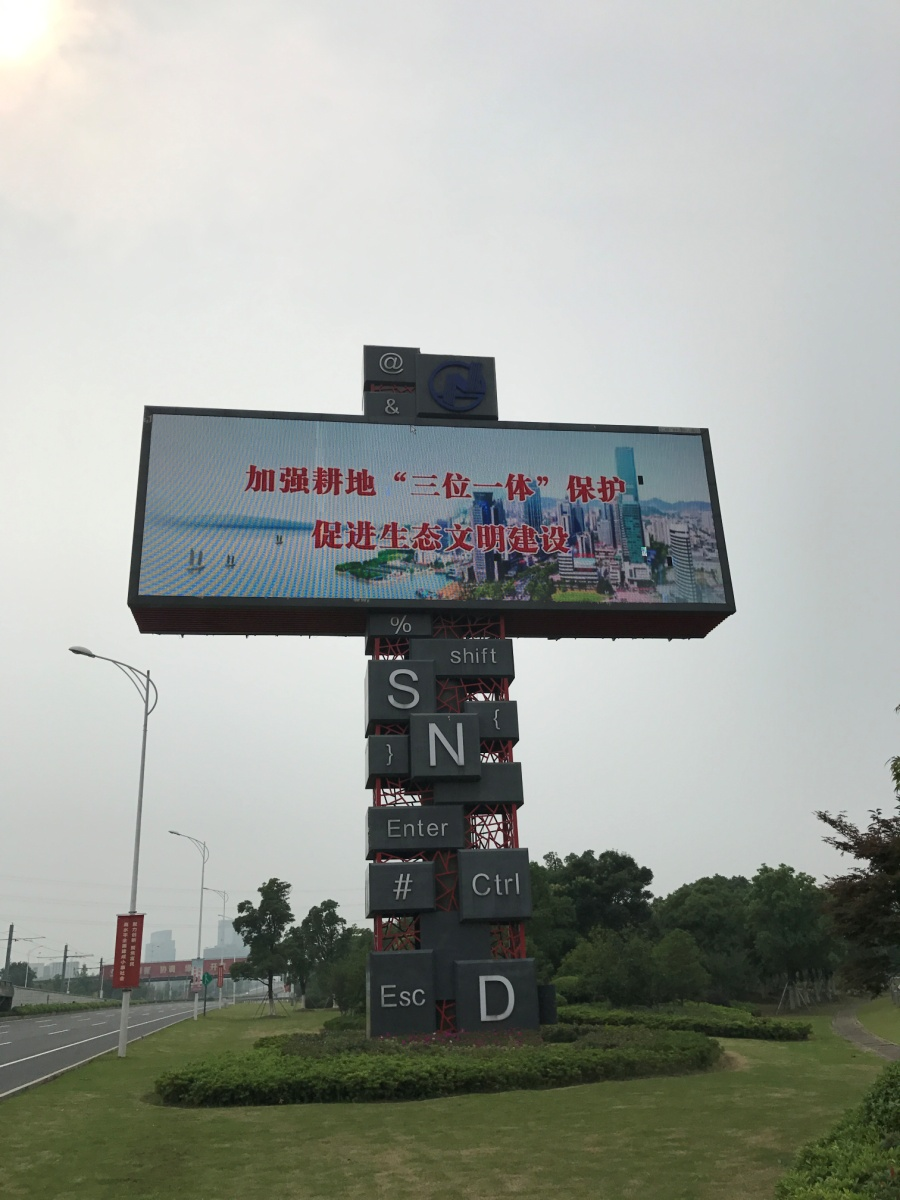 @
&
加强耕地“三位一体”保护
促进生态文明建设
%
shift
S
{
N
}
Enter
#
Ctrl
Esc
D